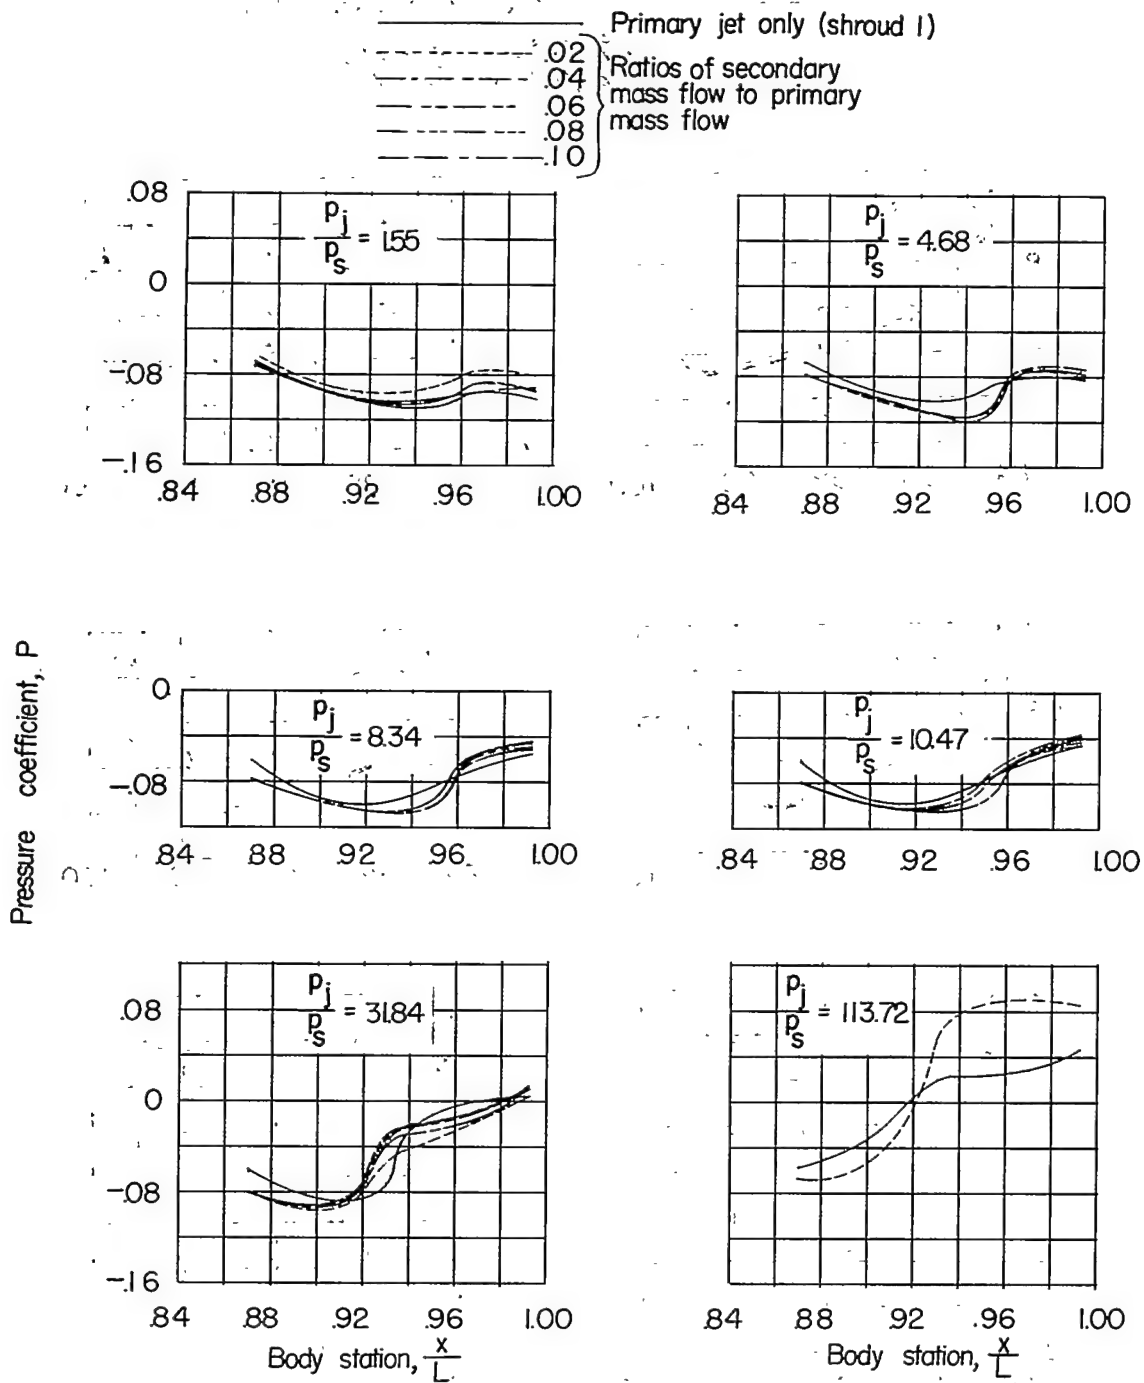 Primary jet only (shroud 1)
.02
.04
.06
.08
.10
Ratios of secondary
mass flow to primary
mass flow
.08
0
-.08
-.16
pj/ps = 1.55
.84 .88 .92 .96 1.00
pj/ps = 4.68
.84 .88 .92 .96 1.00
Pressure coefficient, P
0
-.08
pj/ps = 8.34
.84 .88 .92 .96 1.00
pj/ps = 10.47
.84 .88 .92 .96 1.00
.08
0
-.08
-.16
pj/ps = 31.84
.84 .88 .92 .96 1.00
Body station, x/L
pj/ps = 113.72
.84 .88 .92 .96 1.00
Body station, x/L